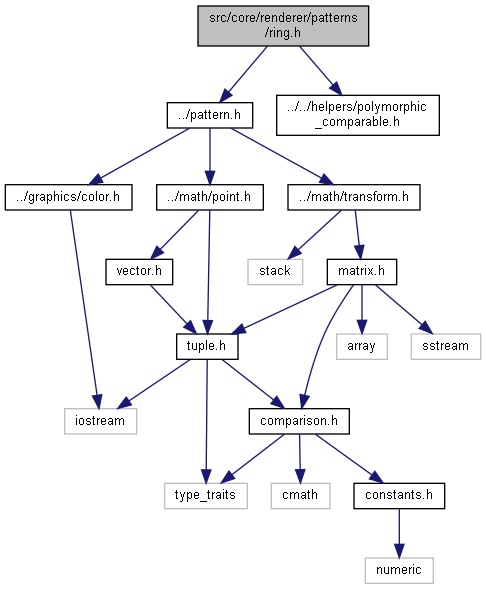 src/core/renderer/patterns
/ring.h
../pattern.h
../../helpers/polymorphic
_comparable.h
../graphics/color.h
../math/point.h
../math/transform.h
vector.h
stack
matrix.h
tuple.h
array
sstream
iostream
comparison.h
type_traits
cmath
constants.h
numeric